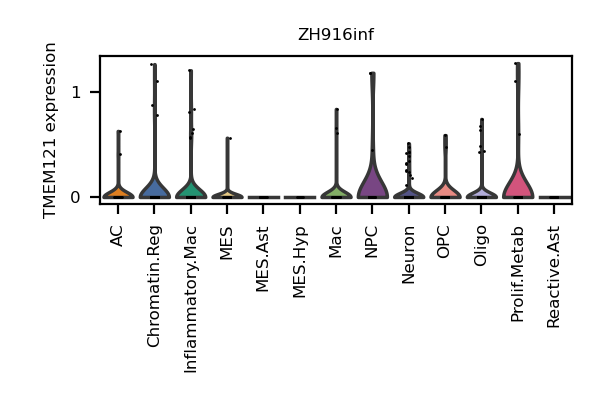 ZH916inf
TMEM121 expression
1
0
AC
Chromatin.Reg
Inflammatory.Mac
MES
MES.Ast
MES.Hyp
Mac
NPC
Neuron
OPC
Oligo
Prolif.Metab
Reactive.Ast